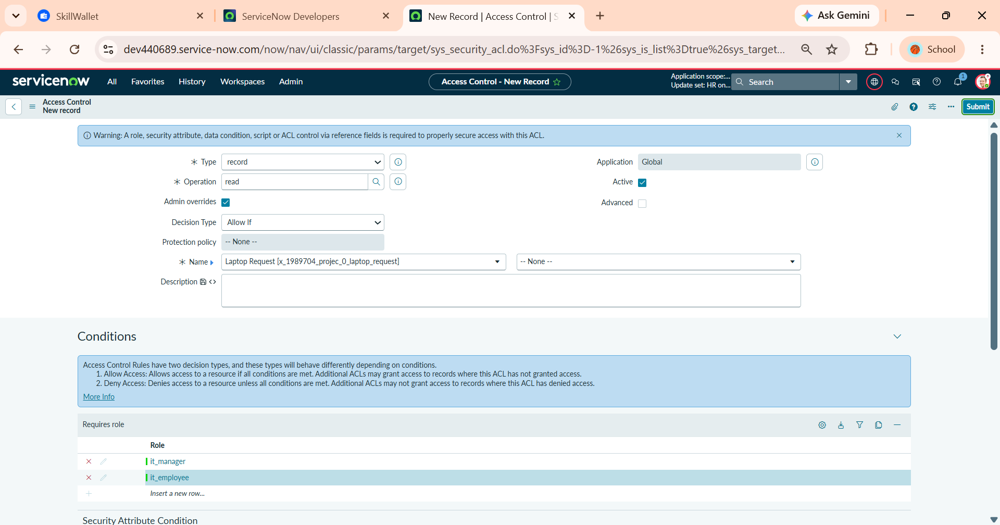 SkillWallet
ServiceNow Developers
New Record | Access Control |
Ask Gemini
dev440689.service-now.com/now/nav/ui/classic/params/target/sys_security_acl.do%3Fsys_id%3D-1%26sys_is_list%3Dtrue%26sys_target...
School
servicenow
All
Favorites
History
Workspaces
Admin
Access Control - New Record
Application scope:...
Update set: HR on...
Search
1
Access Control
New record
Submit
Warning: A role, security attribute, data condition, script or ACL control via reference fields is required to properly secure access with this ACL.
Type
record
Application
Global
Operation
read
Active
Admin overrides
Advanced
Decision Type
Allow If
Protection policy
-- None --
Name
Laptop Request [x_1989704_projec_0_laptop_request]
-- None --
Description
Conditions
Access Control Rules have two decision types, and these types will behave differently depending on conditions.
1. Allow Access: Allows access to a resource if all conditions are met. Additional ACLs may grant access to records where this ACL has not granted access.
2. Deny Access: Denies access to a resource unless all conditions are met. Additional ACLs may not grant access to records where this ACL has denied access.
More Info
Requires role
Role
it_manager
it_employee
Insert a new row...
Security Attribute Condition